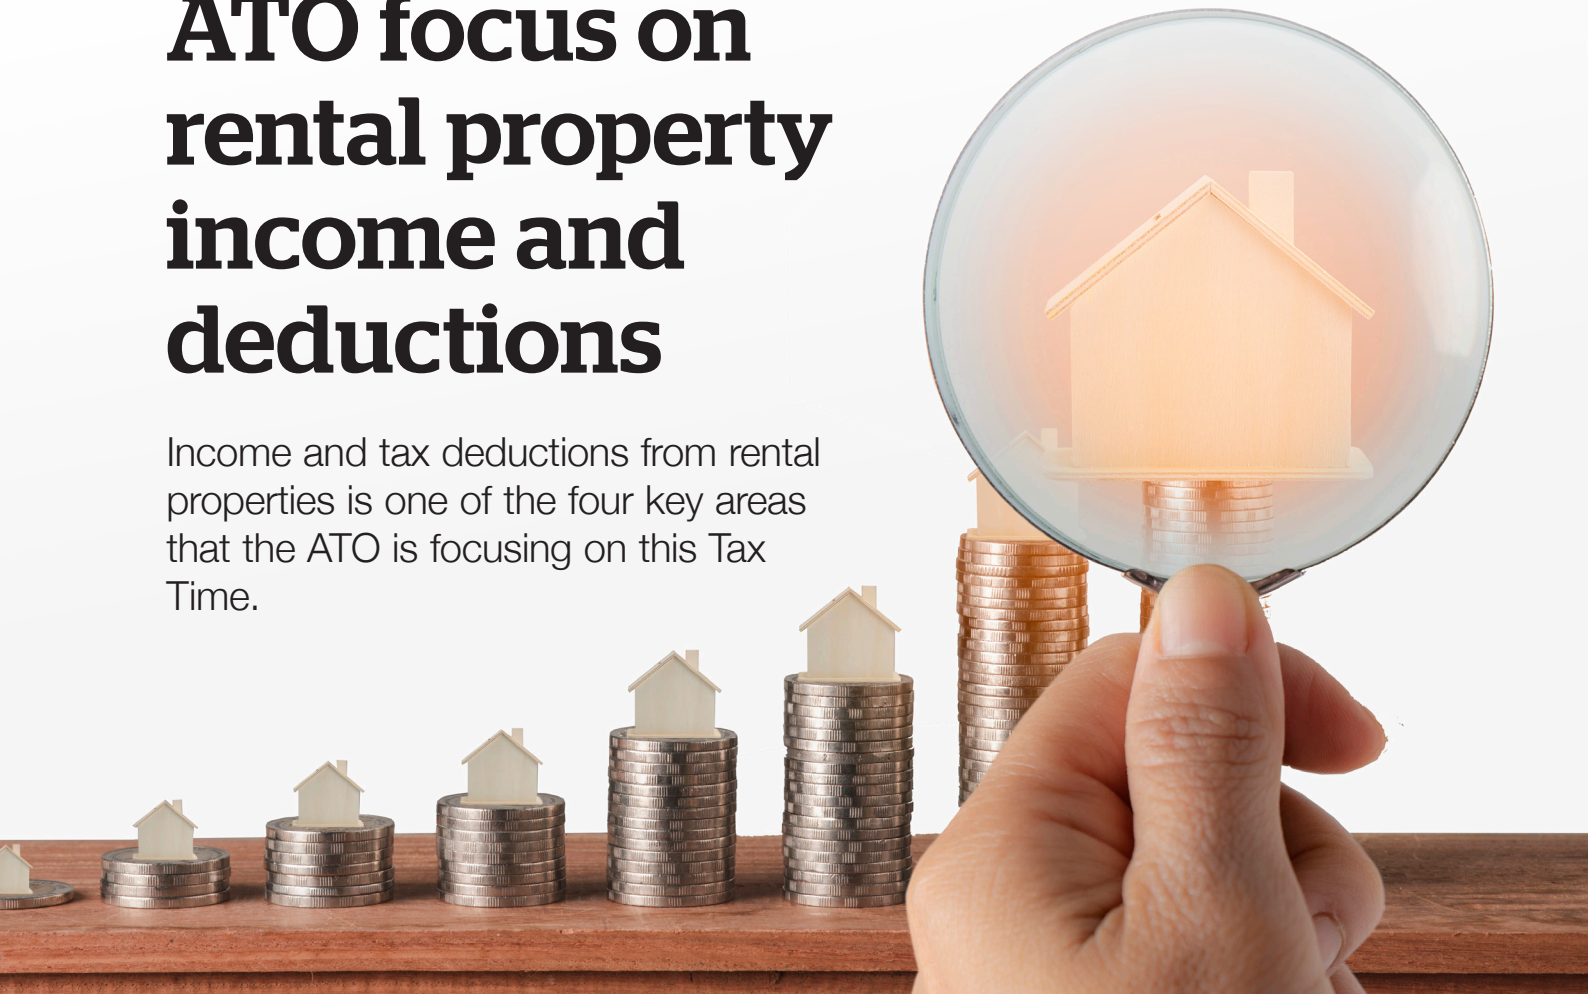 ATO focus on
rental property
income and
deductions
Income and tax deductions from rental
properties is one of the four key areas
that the ATO is focusing on this Tax
Time.